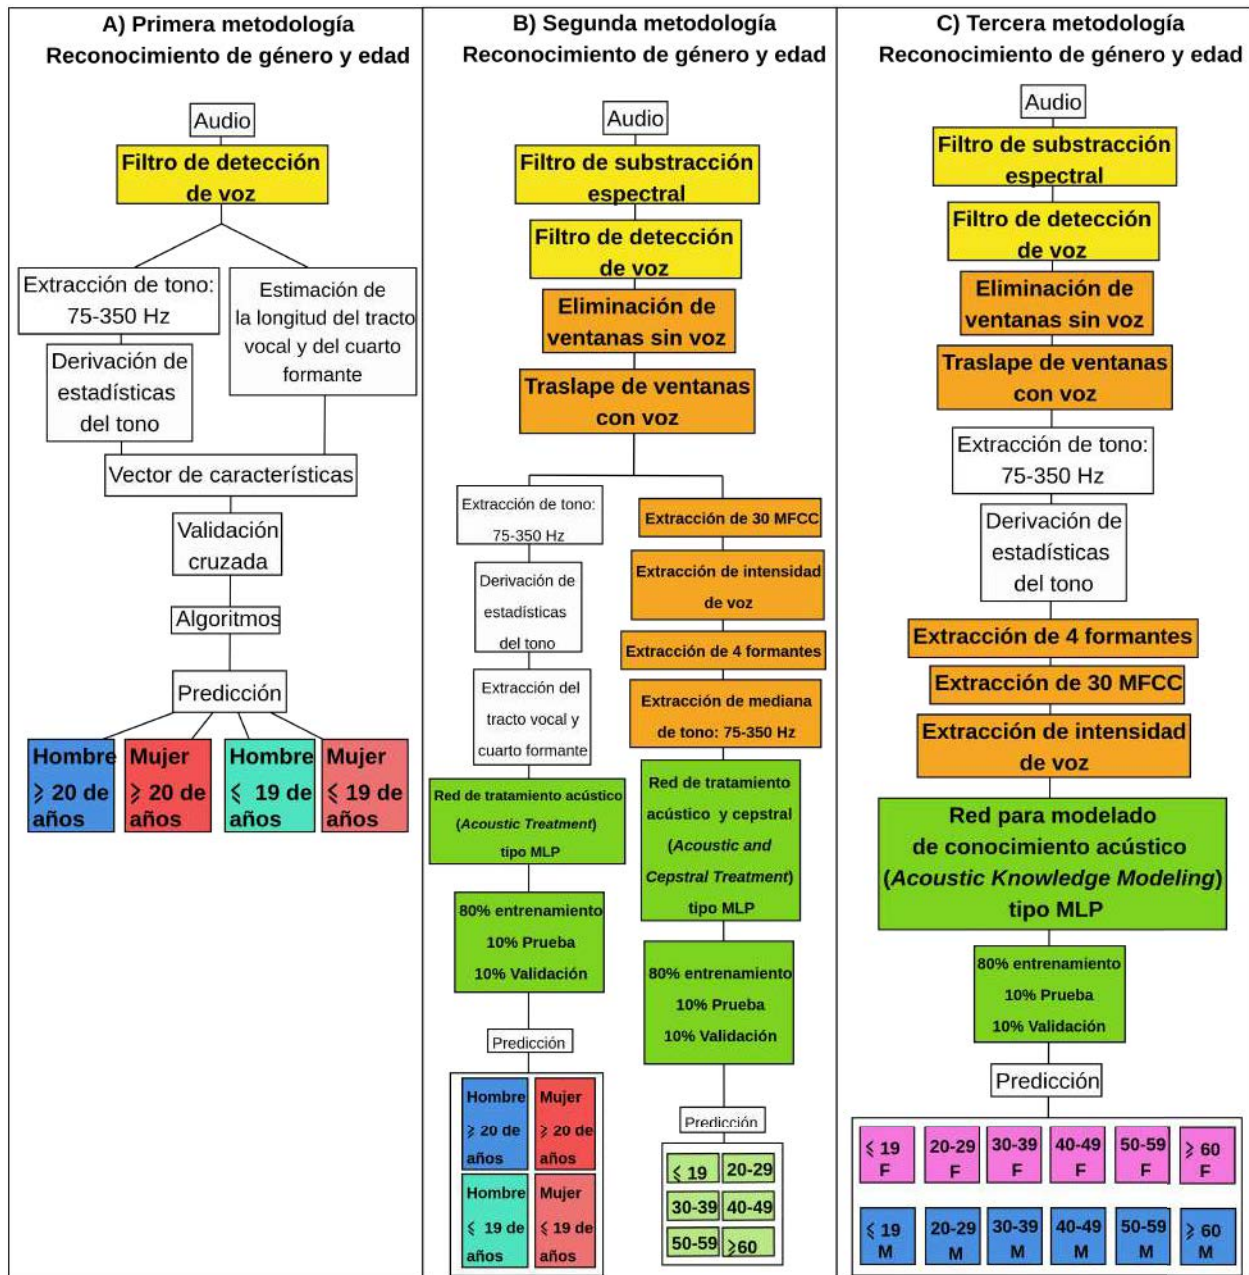 A) Primera metodología
Reconocimiento de género y edad
Audio
Filtro de detección
de voz
Extracción de tono:
75-350 Hz
Derivación de
estadísticas
del tono
Estimación de
la longitud del tracto
vocal y del cuarto
formante
Vector de características
Validación
cruzada
Algoritmos
Predicción
Hombre
⩾ 20 de
años
Mujer
⩾ 20 de
años
Hombre
⩽ 19 de
años
Mujer
⩽ 19 de
años
B) Segunda metodología
Reconocimiento de género y edad
Audio
Filtro de substracción
espectral
Filtro de detección
de voz
Eliminación de
ventanas sin voz
Traslape de ventanas
con voz
Extracción de tono:
75-350 Hz
Derivación de
estadísticas
del tono
Extracción del
tracto vocal y
cuarto formante
Red de tratamiento acústico
(Acoustic Treatment)
tipo MLP
80% entrenamiento
10% Prueba
10% Validación
Predicción
Hombre
⩾ 20 de
años
Mujer
⩾ 20 de
años
Hombre
⩽ 19 de
años
Mujer
⩽ 19 de
años
Extracción de 30 MFCC
Extracción de intensidad
de voz
Extracción de 4 formantes
Extracción de mediana
de tono: 75-350 Hz
Red de tratamiento
acústico y cepstral
(Acoustic and
Cepstral Treatment)
tipo MLP
80% entrenamiento
10% Prueba
10% Validación
Predicción
⩽ 19
20-29
30-39
40-49
50-59
⩾60
C) Tercera metodología
Reconocimiento de género y edad
Audio
Filtro de substracción
espectral
Filtro de detección
de voz
Eliminación de
ventanas sin voz
Traslape de ventanas
con voz
Extracción de tono:
75-350 Hz
Derivación de
estadísticas
del tono
Extracción de 4 formantes
Extracción de 30 MFCC
Extracción de intensidad
de voz
Red para modelado
de conocimiento acústico
(Acoustic Knowledge Modeling)
tipo MLP
80% entrenamiento
10% Prueba
10% Validación
Predicción
⩽ 19
F
20-29
F
30-39
F
40-49
F
50-59
F
⩾ 60
F
⩽ 19
M
20-29
M
30-39
M
40-49
M
50-59
M
⩾ 60
M